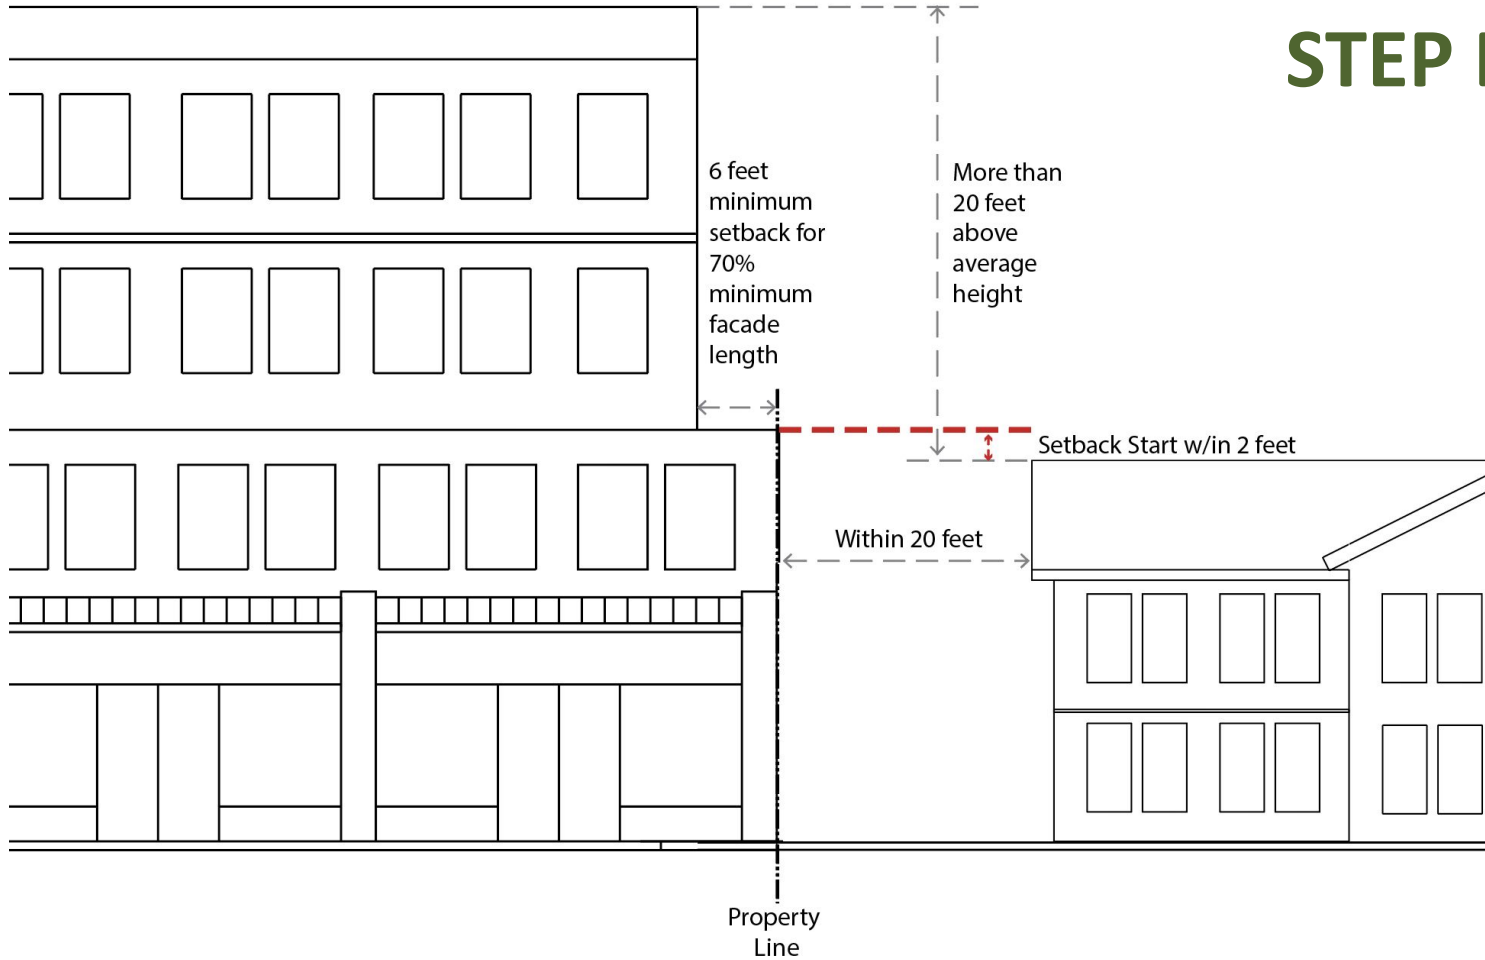 STEP
6 feet
minimum
setback for
70%
minimum
facade
length
More than
20 feet
above
average
height
Setback Start w/in 2 feet
Within 20 feet
Property
Line